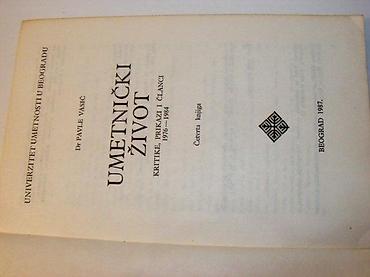 UNIVERZITET UMETNOSTI U BEOGRADU
Dr PAVLE VASIĆ
UMETNIČKI
ŽIVOT
KRITIKE, PRIKAZI I ČLANCI
1976—1984
Četvrta knjiga
BEOGRAD 1987.